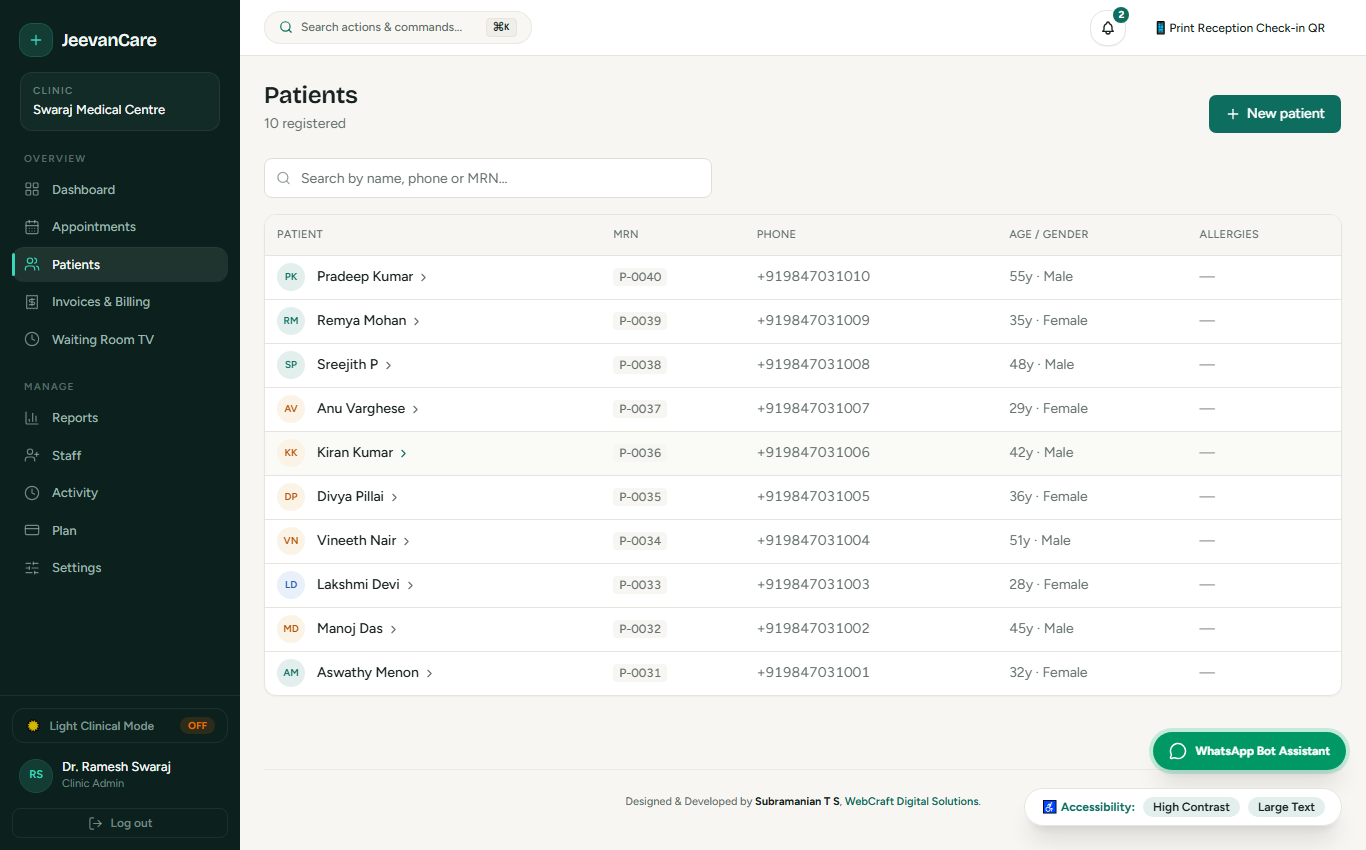 JeevanCare
CLINIC
Swaraj Medical Centre
OVERVIEW
Dashboard
Appointments
Patients
Invoices & Billing
Waiting Room TV
MANAGE
Reports
Staff
Activity
Plan
Settings
Light Clinical Mode OFF
RS Dr. Ramesh Swaraj
Clinic Admin
Log out
Search actions & commands... ⌘K
2
Print Reception Check-in QR
Patients
10 registered
+ New patient
Search by name, phone or MRN...
PATIENT MRN PHONE AGE / GENDER ALLERGIES
PK Pradeep Kumar P-0040 +919847031010 55y · Male —
RM Remya Mohan P-0039 +919847031009 35y · Female —
SP Sreejith P P-0038 +919847031008 48y · Male —
AV Anu Varghese P-0037 +919847031007 29y · Female —
KK Kiran Kumar P-0036 +919847031006 42y · Male —
DP Divya Pillai P-0035 +919847031005 36y · Female —
VN Vineeth Nair P-0034 +919847031004 51y · Male —
LD Lakshmi Devi P-0033 +919847031003 28y · Female —
MD Manoj Das P-0032 +919847031002 45y · Male —
AM Aswathy Menon P-0031 +919847031001 32y · Female —
WhatsApp Bot Assistant
Designed & Developed by Subramanian T S, WebCraft Digital Solutions.
Accessibility: High Contrast Large Text